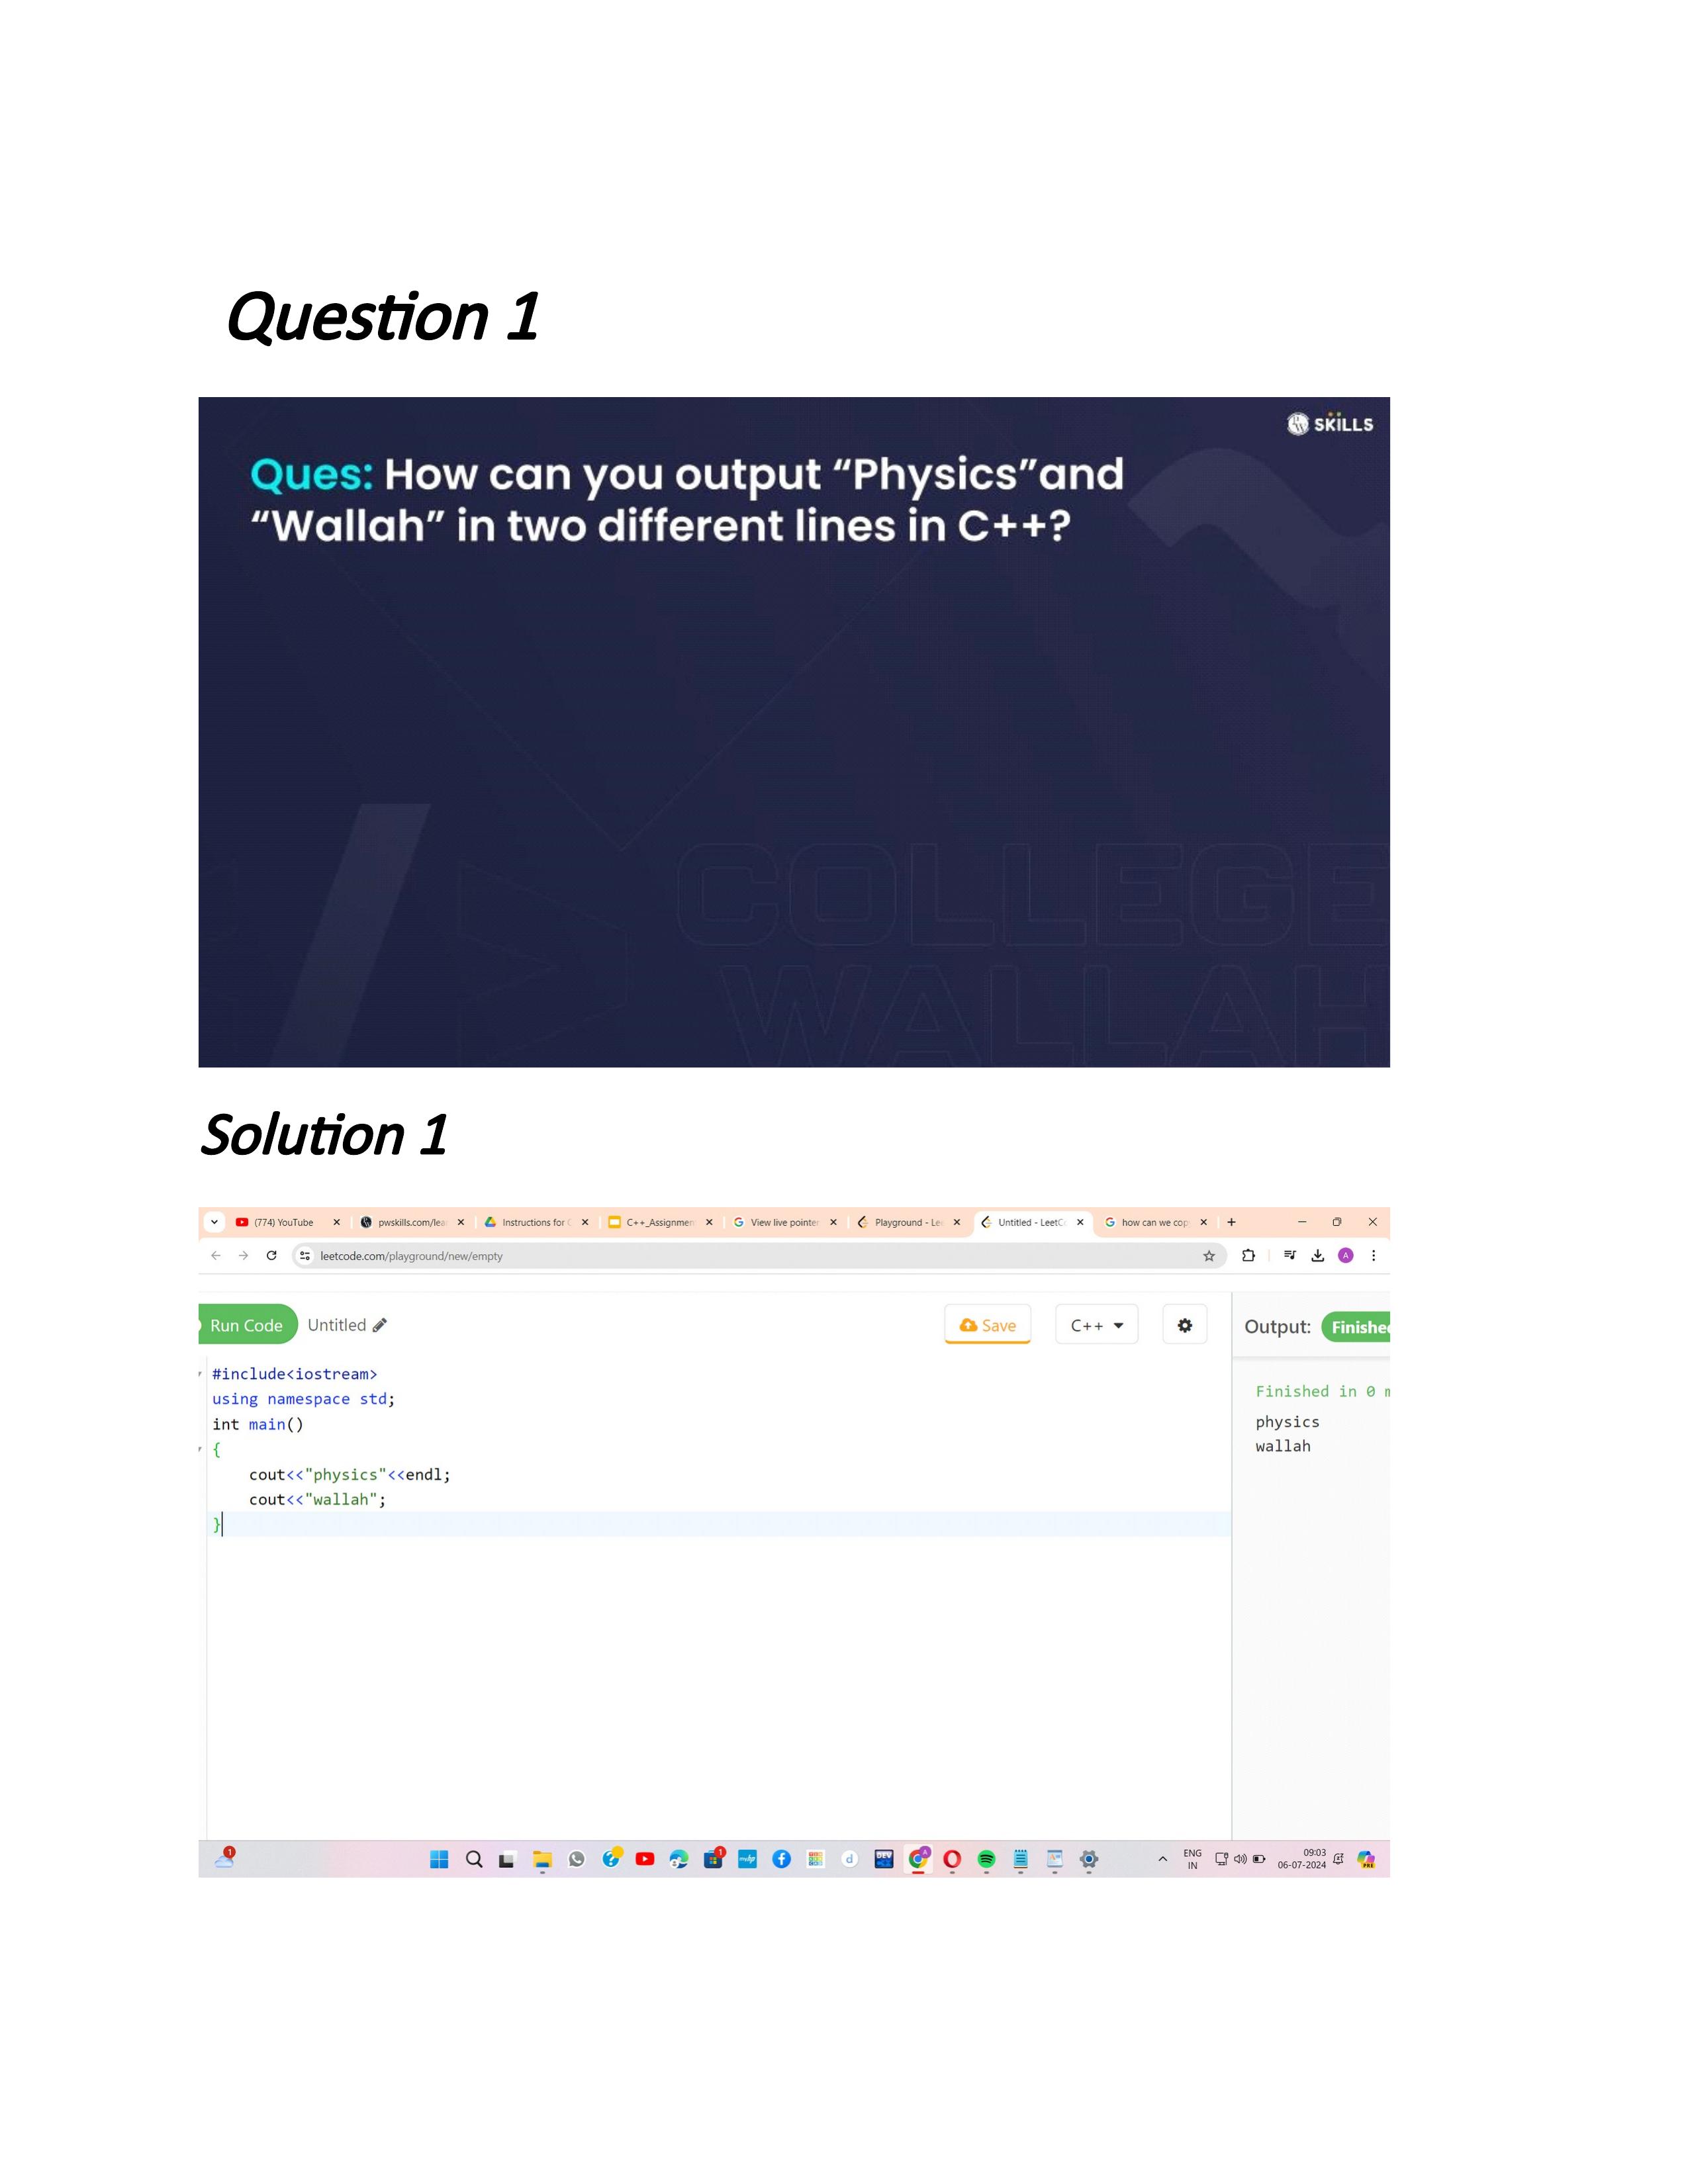 Question 1
SKILLS
Ques: How can you output “Physics”and
“Wallah” in two different lines in C++?
COLLEGE
WALLAH
Solution 1
(774) YouTube pwskills.com/lea Instructions for C++_Assignmen View live pointer Playground - Le Untitled - LeetC how can we cop
leetcode.com/playground/new/empty A
Run Code Untitled Save C++ Output: Finished
#include<iostream>
using namespace std;
int main()
{
cout<<"physics"<<endl;
cout<<"wallah";
}
Finished in 0 m
physics
wallah
ENG
IN
09:03
06-07-2024